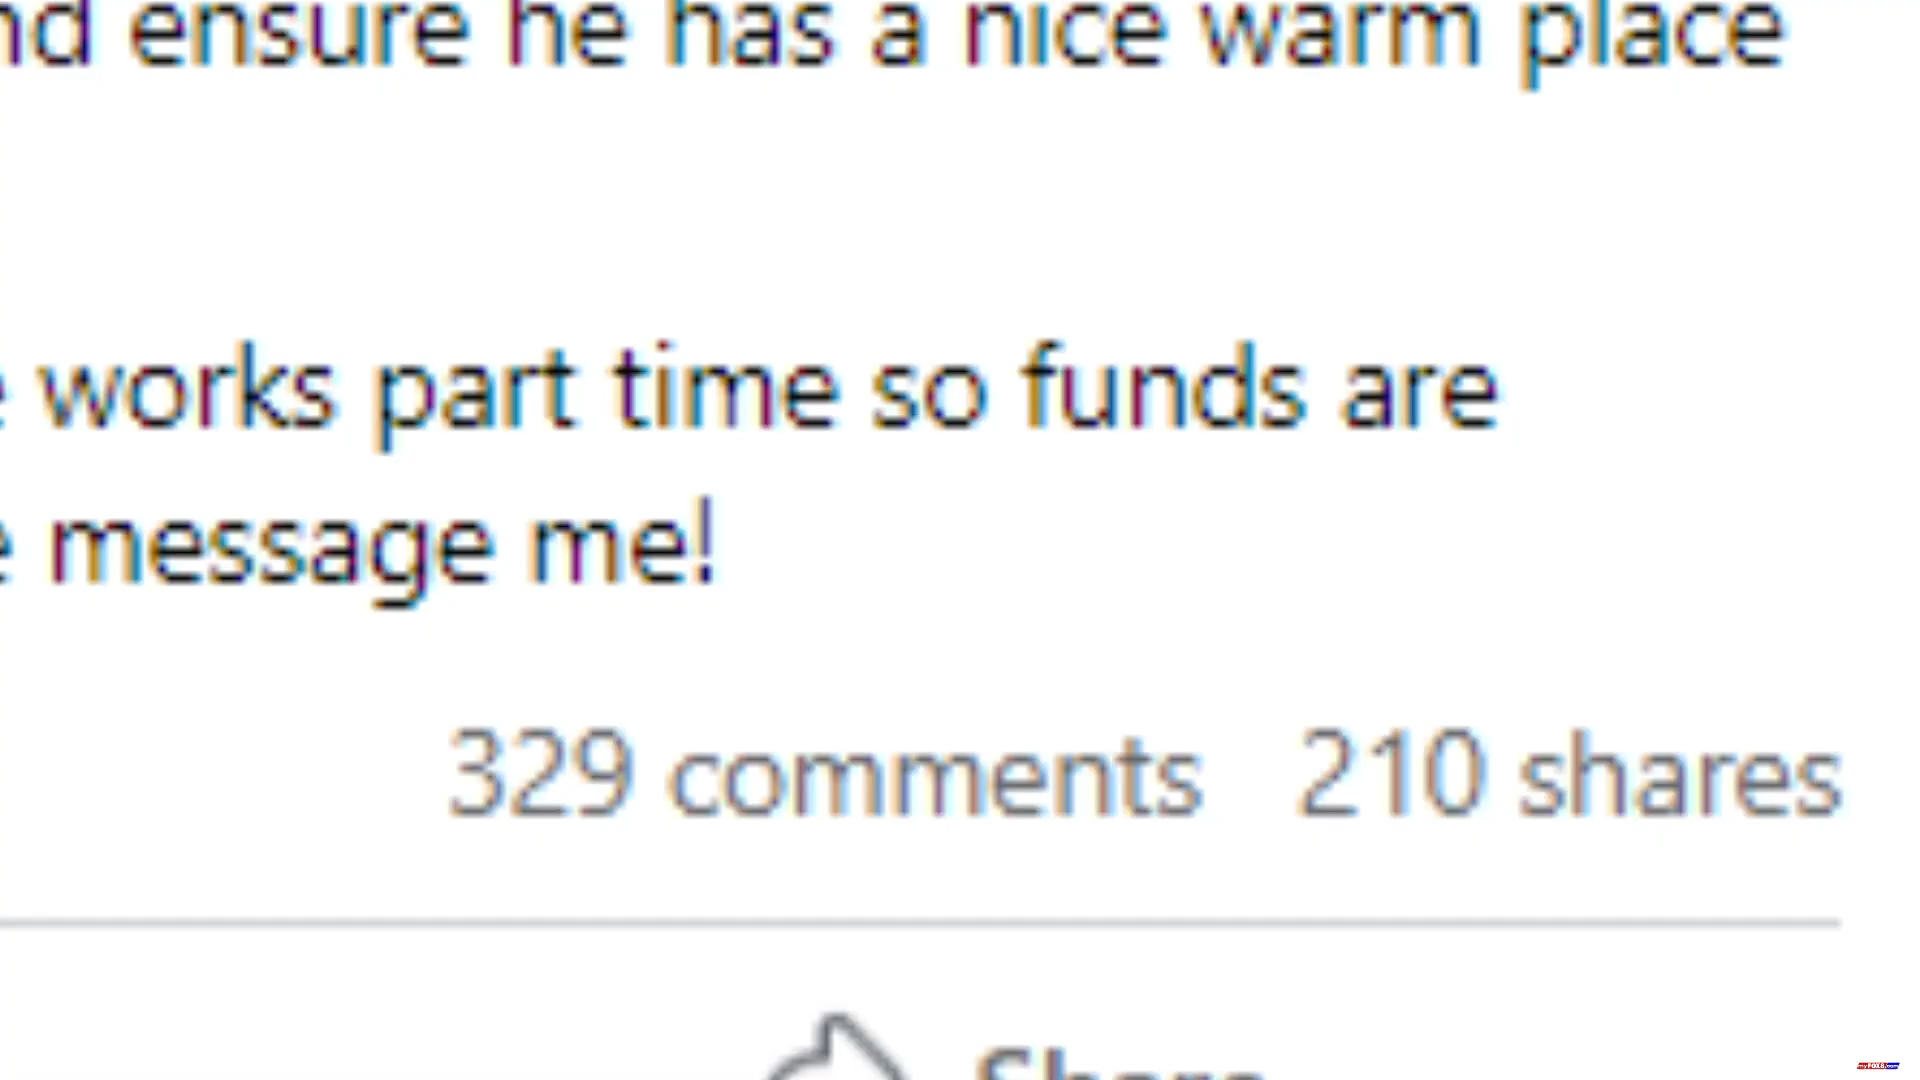 nd ensure he has a nice warm place
e works part time so funds are
e message me!
329 comments 210 shares
Share